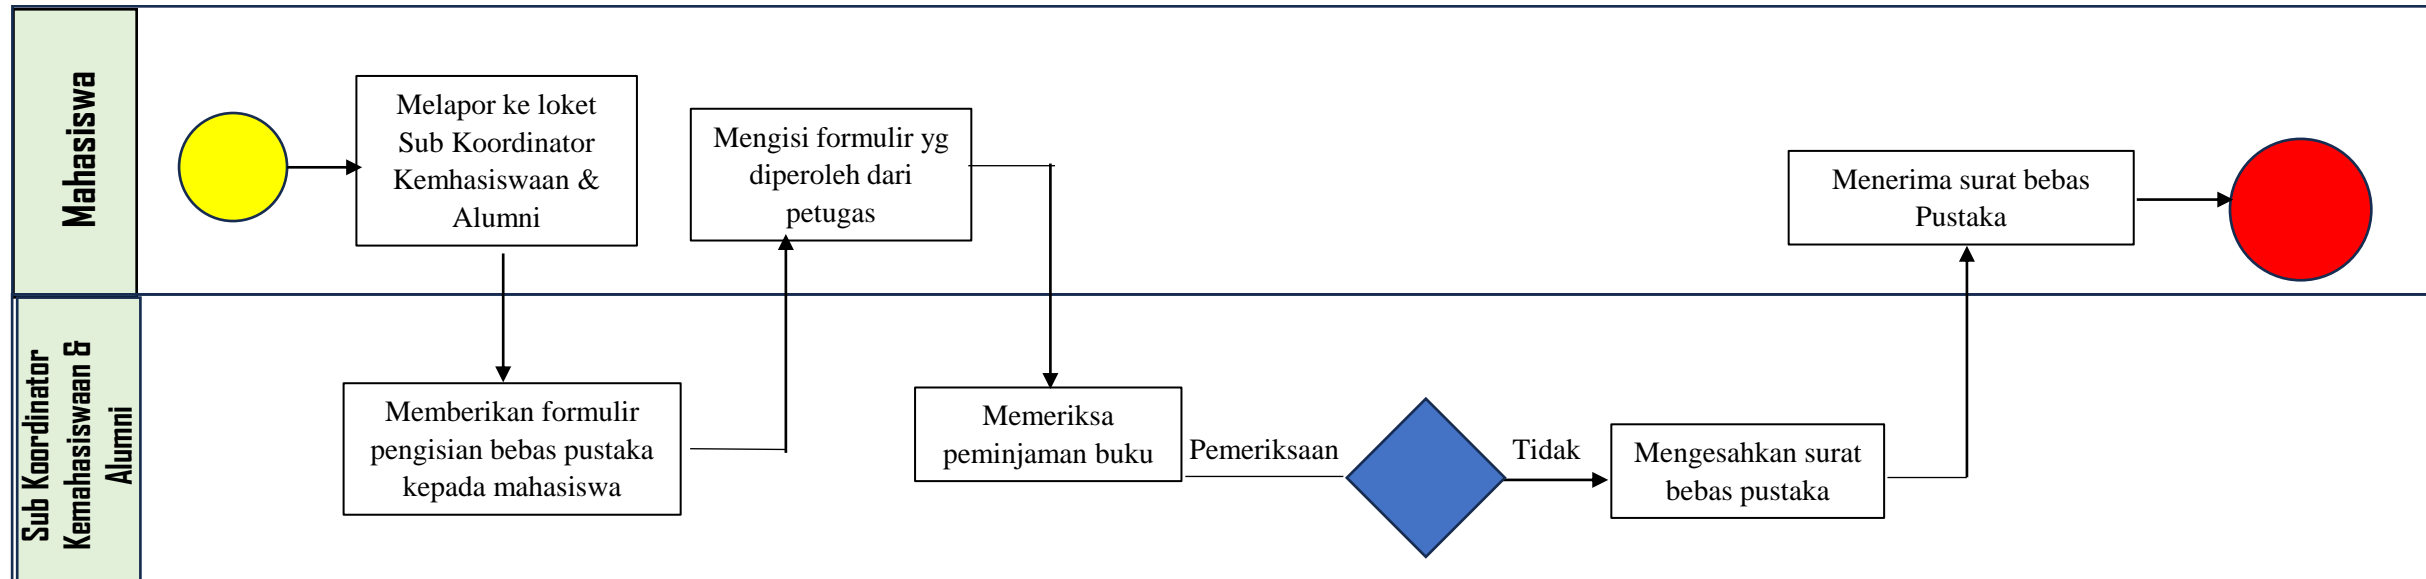 Mahasiswa
Melapor ke loket
Sub Koordinator
Kemhasiswaan &
Alumni
Mengisi formulir yg
diperoleh dari
petugas
Menerima surat bebas
Pustaka
Sub Koordinator
Kemahasiswaan &
Alumni
Memberikan formulir
pengisian bebas pustaka
kepada mahasiswa
Memeriksa
peminjaman buku
Pemeriksaan
Tidak
Mengesahkan surat
bebas pustaka